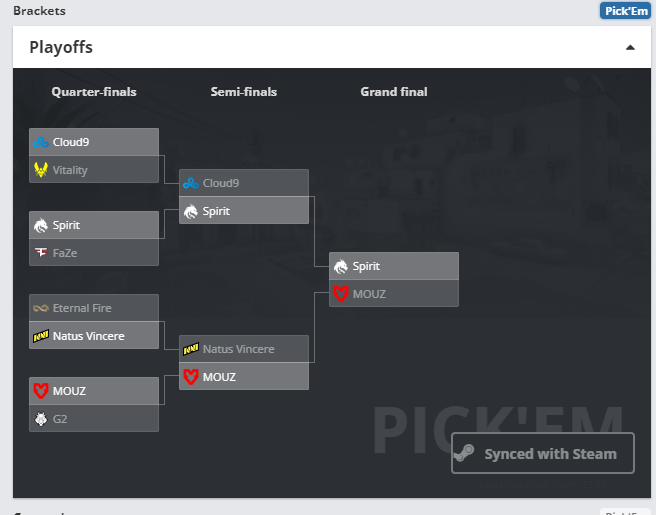 Brackets
Pick'Em
Playoffs
Quarter-finals
Semi-finals
Grand final
Cloud9
Vitality
Spirit
FaZe
Eternal Fire
Natus Vincere
MOUZ
G2
Cloud9
Spirit
Natus Vincere
MOUZ
Spirit
MOUZ
PICK'EM
Synced with Steam